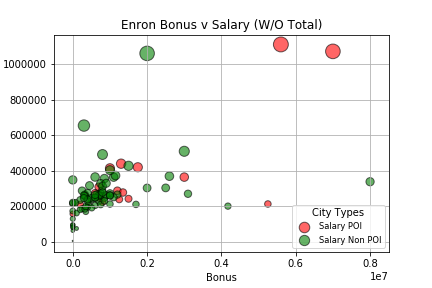 Enron Bonus v Salary (W/O Total)
1000000
800000
600000
400000
200000
0
City Types
Salary POI
Salary Non POI
0.0 0.2 0.4 0.6 0.8
1e7
Bonus